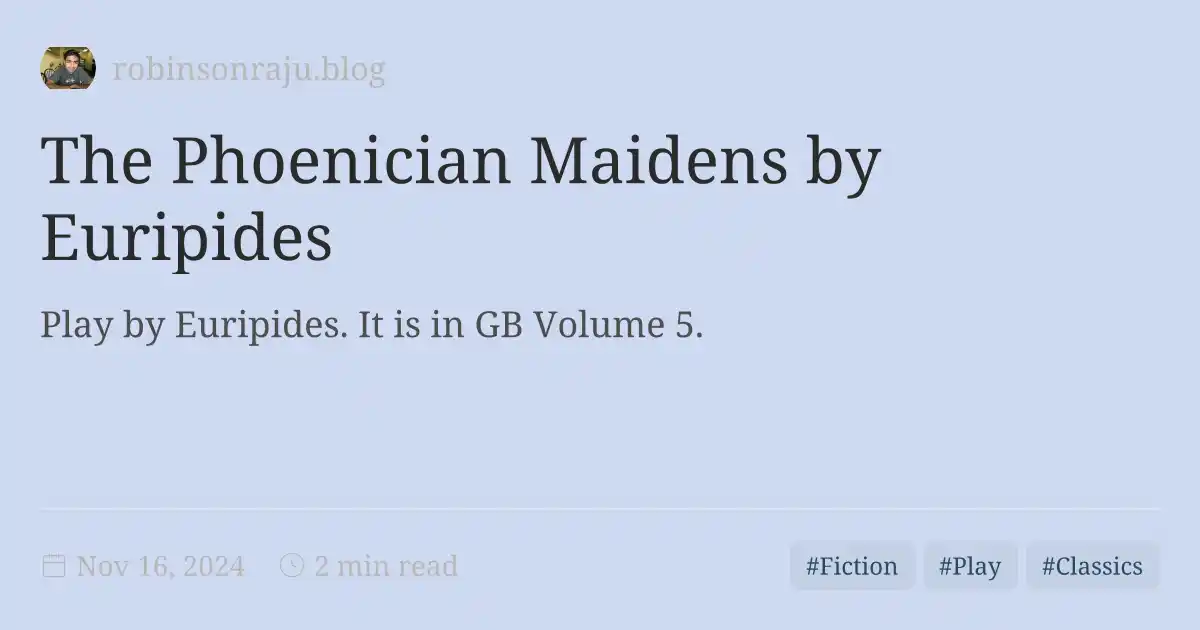 robinsonraju.blog
The Phoenician Maidens by
Euripides
Play by Euripides. It is in GB Volume 5.
Nov 16, 2024 2 min read #Fiction #Play #Classics